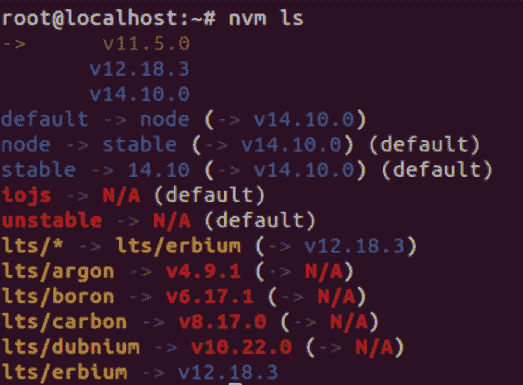 root@localhost:~# nvm ls
->       v11.5.0
       v12.18.3
       v14.10.0
default -> node (-> v14.10.0)
node -> stable (-> v14.10.0) (default)
stable -> 14.10 (-> v14.10.0) (default)
iojs -> N/A (default)
unstable -> N/A (default)
lts/* -> lts/erbium (-> v12.18.3)
lts/argon -> v4.9.1 (-> N/A)
lts/boron -> v6.17.1 (-> N/A)
lts/carbon -> v8.17.0 (-> N/A)
lts/dubnium -> v10.22.0 (-> N/A)
lts/erbium -> v12.18.3